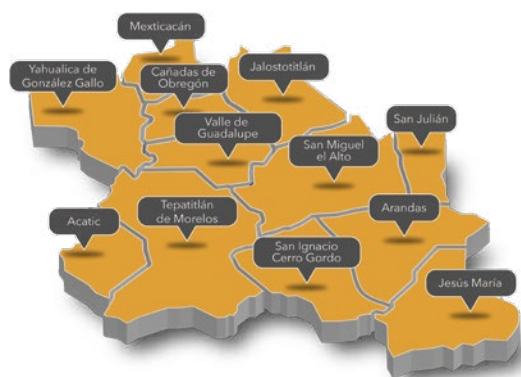 Mexticacán
Yahualica de
González Gallo
Cañadas de
Obregón
Jalostotitlán
Valle de
Guadalupe
San Miguel
el Alto
San Julián
Acatic
Tepatitlán
de Morelos
San Ignacio
Cerro Gordo
Arandas
Jesús María